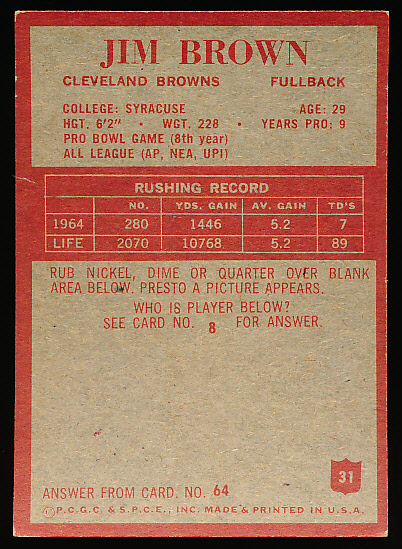 JIM BROWN
CLEVELAND BROWNS FULLBACK
COLLEGE: SYRACUSE AGE: 29
HGT. 6'2" • WGT. 228 • YEARS PRO: 9
PRO BOWL GAME (8th year)
ALL LEAGUE (AP, NEA, UPI)
RUSHING RECORD
NO. YDS. GAIN AV. GAIN TD'S
1964 280 1446 5.2 7
LIFE 2070 10768 5.2 89
RUB NICKEL, DIME OR QUARTER OVER BLANK
AREA BELOW. PRESTO A PICTURE APPEARS.
WHO IS PLAYER BELOW?
SEE CARD NO. 8 FOR ANSWER.
31
ANSWER FROM CARD, NO. 64
©P.C.G.C. & S.P.C.E., INC. MADE & PRINTED IN U.S.A.